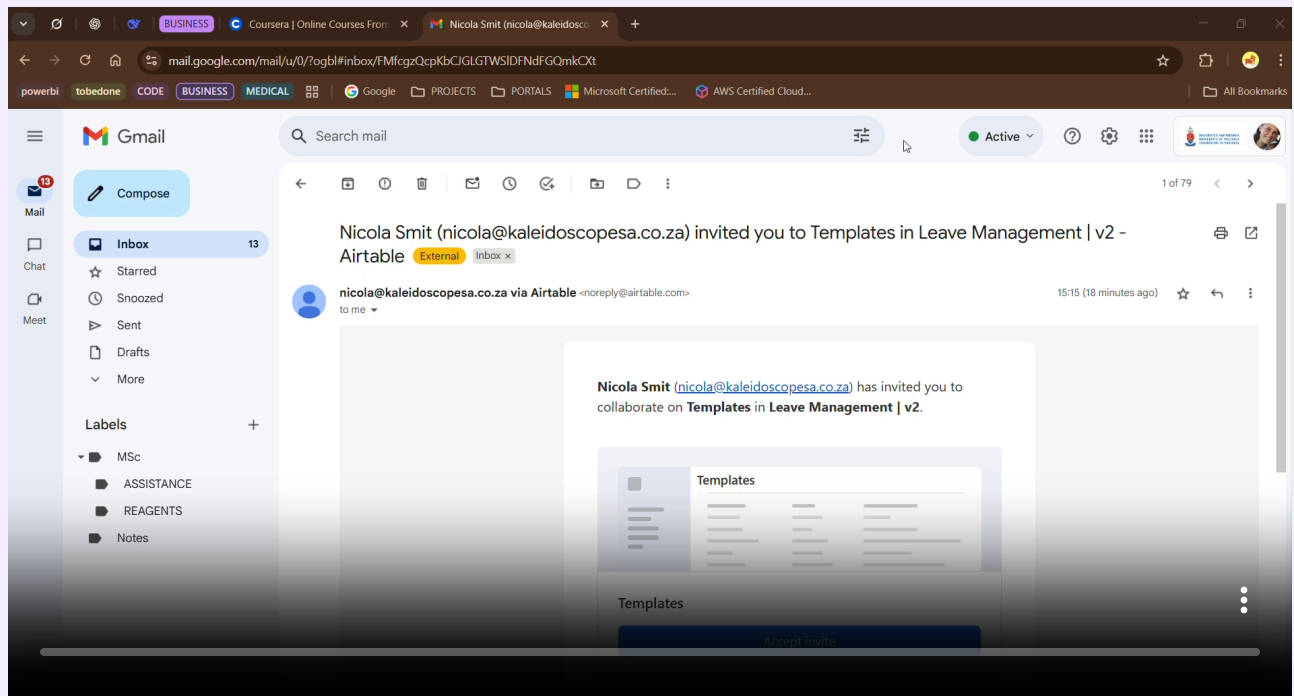 BUSINESS
Coursera | Online Courses From
Nicola Smit (nicola@kaleidosco
mail.google.com/mail/u/0/?ogbl#inbox/FMfcgzQcpKbCJGLGTWSlDFNdFGQmkCXt
powerbi tobedone CODE BUSINESS MEDICAL Google PROJECTS PORTALS Microsoft Certified:... AWS Certified Cloud... All Bookmarks
Gmail
Search mail
Active
13
Mail
Chat
Meet
Compose
Inbox 13
Starred
Snoozed
Sent
Drafts
More
Labels
MSc
ASSISTANCE
REAGENTS
Notes
1 of 79
Nicola Smit (nicola@kaleidoscopesa.co.za) invited you to Templates in Leave Management | v2 -
Airtable External Inbox x
nicola@kaleidoscopesa.co.za via Airtable <noreply@airtable.com> 15:15 (18 minutes ago)
to me
Nicola Smit (nicola@kaleidoscopesa.co.za) has invited you to
collaborate on Templates in Leave Management | v2.
Templates
Templates
Accept invite